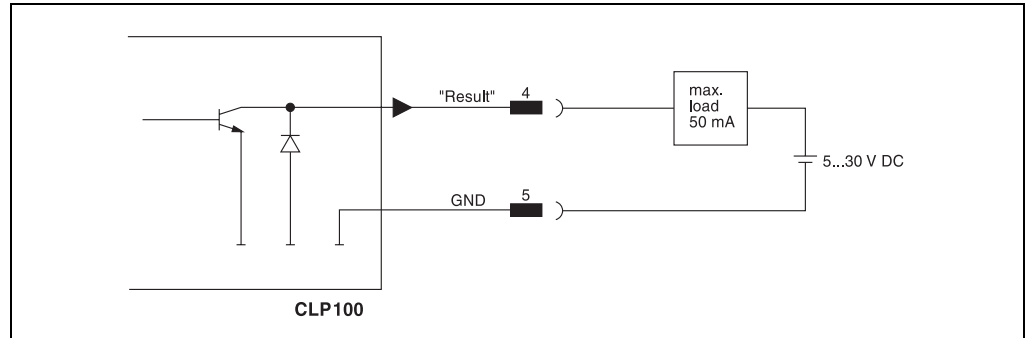 "Result"
4
max.
load
50 mA
5...30 V DC
GND
5
CLP100